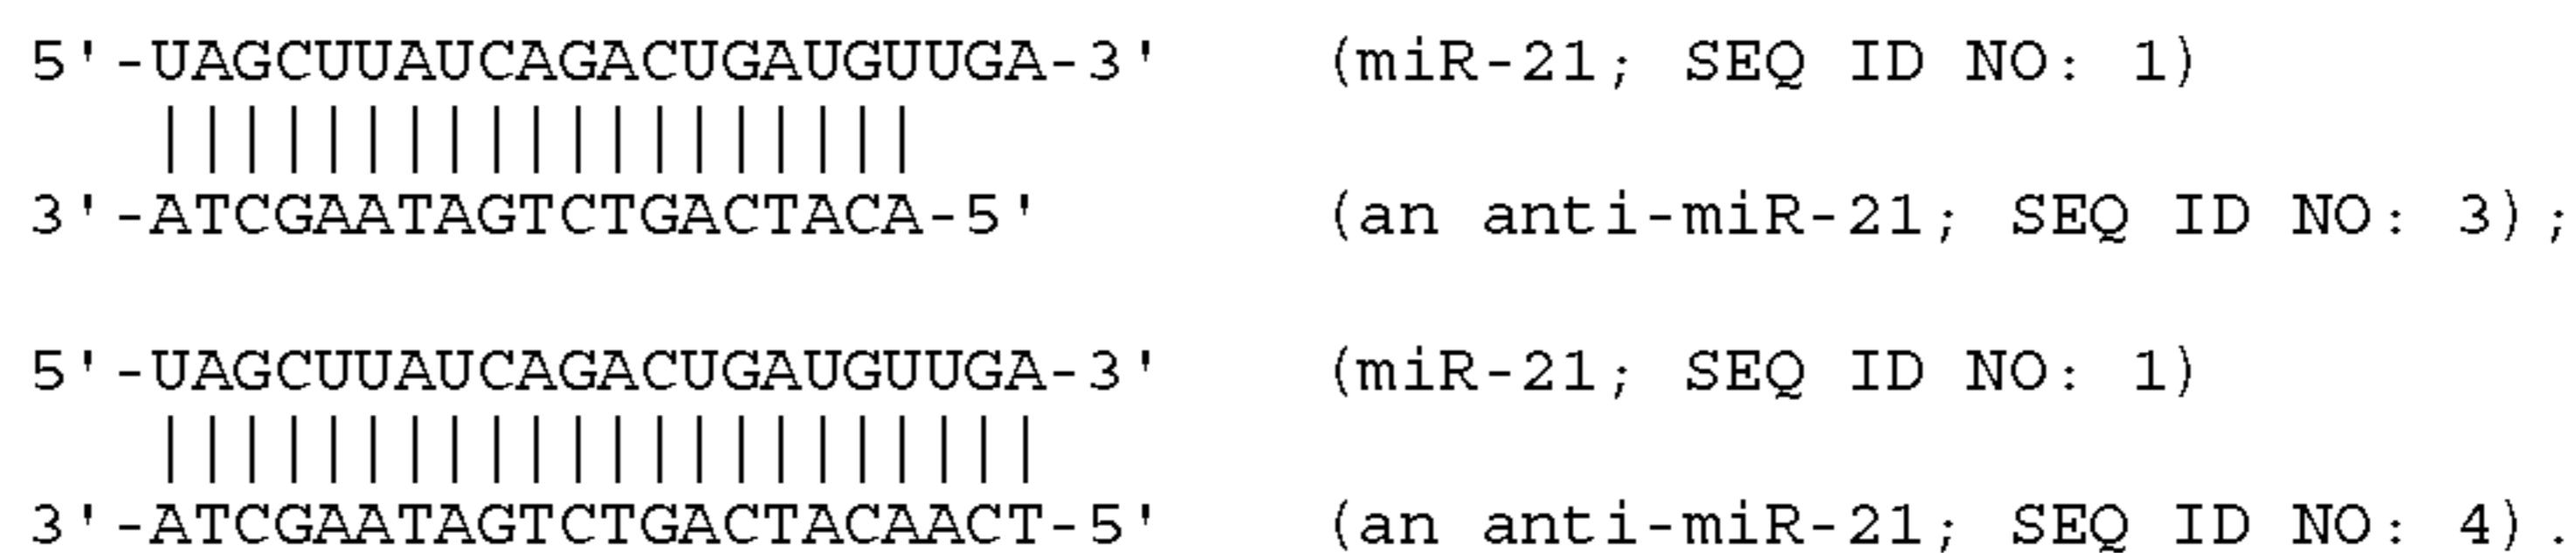 5'-UAGCUUAUCAGACUGAUGUUGA-3' (miR-21; SEQ ID NO: 1)
|||||||||||||||||||
3'-ATCGAATAGTCTGACTACA-5' (an anti-miR-21; SEQ ID NO: 3);
5'-UAGCUUAUCAGACUGAUGUUGA-3' (miR-21; SEQ ID NO: 1)
||||||||||||||||||||||
3'-ATCGAATAGTCTGACTACAACT-5' (an anti-miR-21; SEQ ID NO: 4).